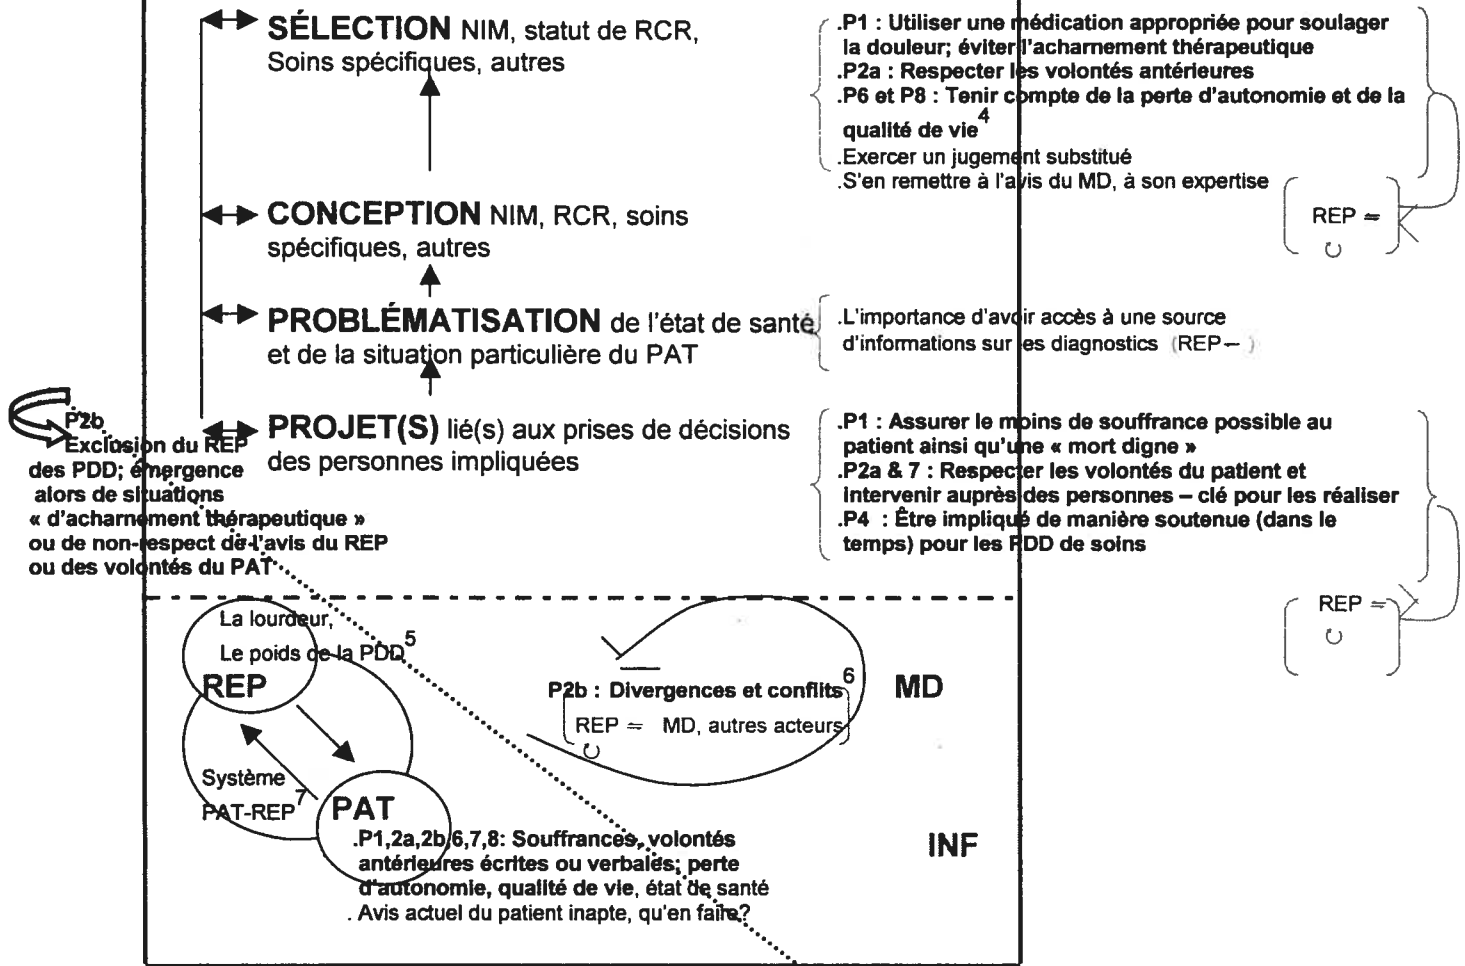 SÉLECTION NIM, statut de RCR,
Soins spécifiques, autres
.P1 : Utiliser une médication appropriée pour soulager
la douleur; éviter l'acharnement thérapeutique
.P2a : Respecter les volontés antérieures
.P6 et P8 : Tenir compte de la perte d'autonomie et de la
qualité de vie4
.Exercer un jugement substitué
.S'en remettre à l'avis du MD, à son expertise
REP =
CONCEPTION NIM, RCR, soins
spécifiques, autres
PROBLÉMATISATION de l'état de santé
et de la situation particulière du PAT
.L'importance d'avoir accès à une source
d'informations sur les diagnostics (REP– )
P2b
Exclusion du REP
des PDD; émergence
alors de situations
« d'acharnement thérapeutique »
ou de non-respect de l'avis du REP
ou des volontés du PAT
PROJET(S) lié(s) aux prises de décisions
des personnes impliquées
.P1 : Assurer le moins de souffrance possible au
patient ainsi qu'une « mort digne »
.P2a & 7 : Respecter les volontés du patient et
intervenir auprès des personnes – clé pour les réaliser
.P4 : Être impliqué de manière soutenue (dans le
temps) pour les PDD de soins
REP =
La lourdeur,
Le poids de la PDD5
REP
P2b : Divergences et conflits6
REP = MD, autres acteurs
MD
Système
PAT-REP7
PAT
.P1,2a,2b,6,7,8: Souffrances, volontés
antérieures écrites ou verbales; perte
d'autonomie, qualité de vie, état de santé
. Avis actuel du patient inapte, qu'en faire?
INF